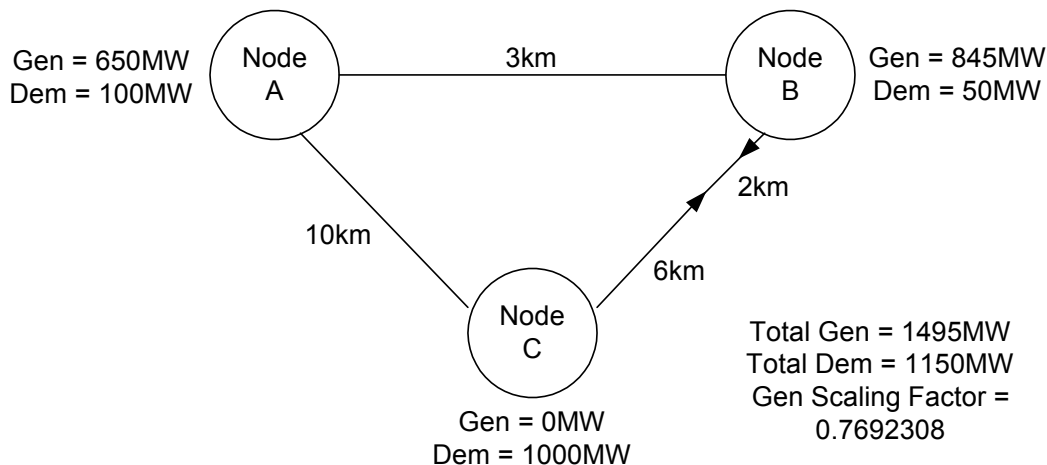 Gen = 650MW
Dem = 100MW
Node
A
3km
Node
B
Gen = 845MW
Dem = 50MW
2km
10km
6km
Node
C
Gen = 0MW
Dem = 1000MW
Total Gen = 1495MW
Total Dem = 1150MW
Gen Scaling Factor =
0.7692308